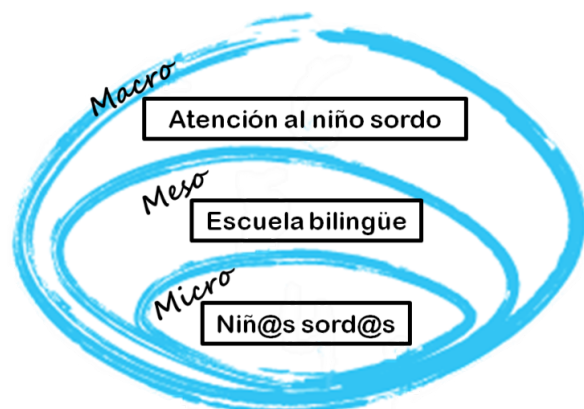 Macro
Atención al niño sordo
Meso
Escuela bilingüe
Micro
Niñ@s sord@s